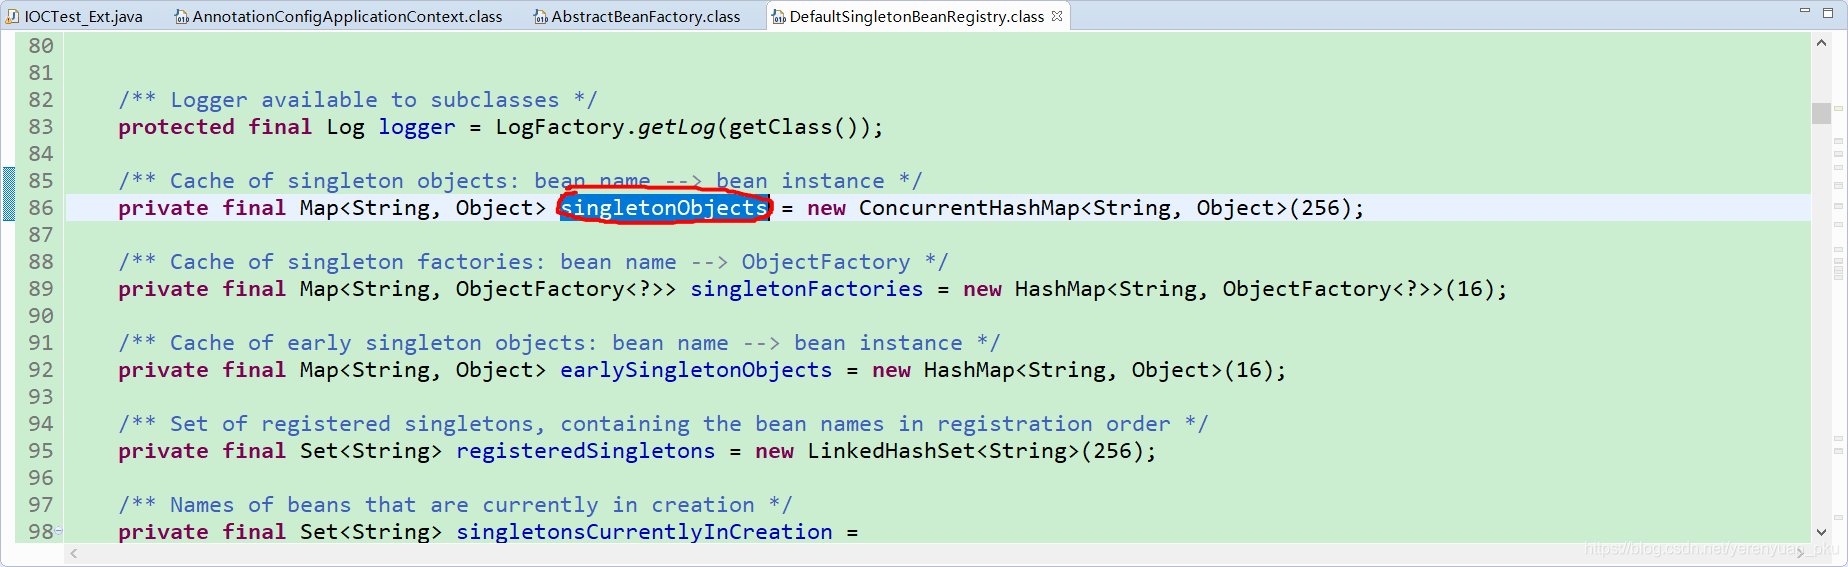 IOCTest_Ext.java AnnotationConfigApplicationContext.class AbstractBeanFactory.class DefaultSingletonBeanRegistry.class
80
81
82 /** Logger available to subclasses */
83 protected final Log logger = LogFactory.getLog(getClass());
84
85 /** Cache of singleton objects: bean name --> bean instance */
86 private final Map<String, Object> singletonObjects = new ConcurrentHashMap<String, Object>(256);
87
88 /** Cache of singleton factories: bean name --> ObjectFactory */
89 private final Map<String, ObjectFactory<?>> singletonFactories = new HashMap<String, ObjectFactory<?>>(16);
90
91 /** Cache of early singleton objects: bean name --> bean instance */
92 private final Map<String, Object> earlySingletonObjects = new HashMap<String, Object>(16);
93
94 /** Set of registered singletons, containing the bean names in registration order */
95 private final Set<String> registeredSingletons = new LinkedHashSet<String>(256);
96
97 /** Names of beans that are currently in creation */
98 private final Set<String> singletonsCurrentlyInCreation =
https://blog.csdn.net/yerenyuan_pku